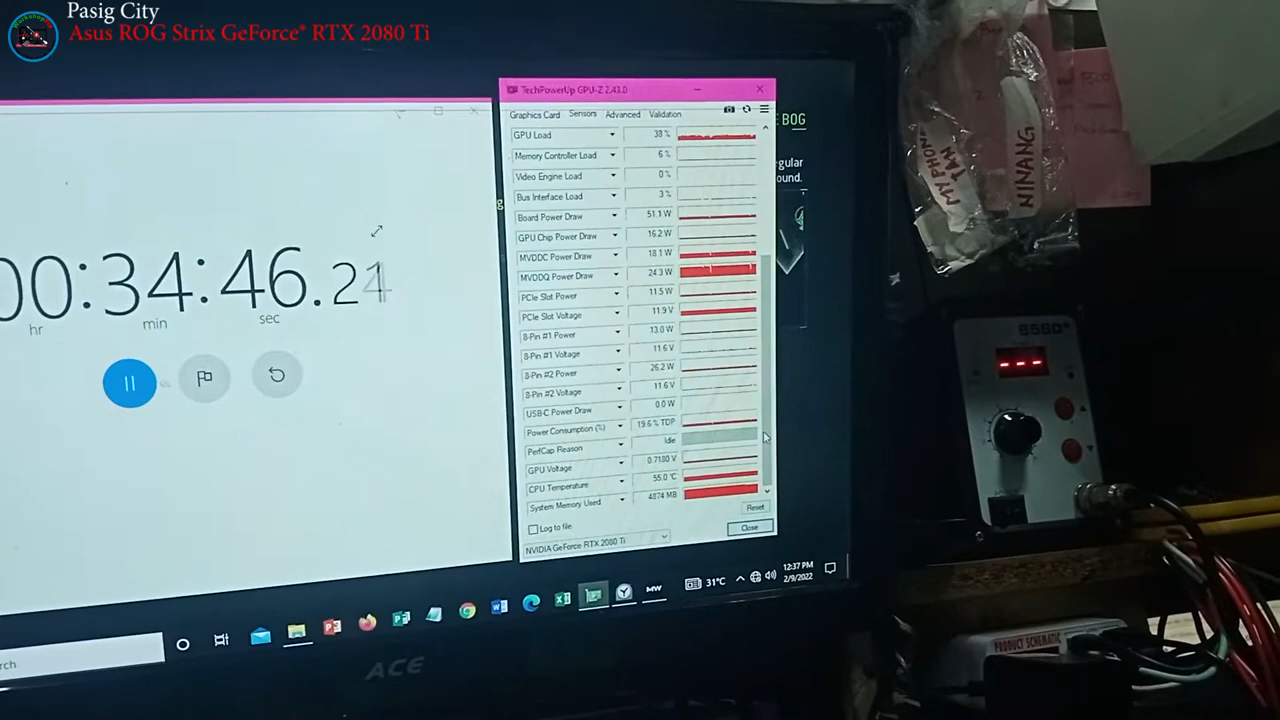 Pasig City
Asus ROG Strix GeForce® RTX 2080 Ti
TechPowerUp GPU-Z 2.43.0
Graphics Card Sensors Advanced Validation
GPU Load 38 %
Memory Controller Load 6 %
Video Engine Load 0 %
Bus Interface Load 3 %
Board Power Draw 51.1 W
GPU Chip Power Draw 16.2 W
MVDDC Power Draw 18.1 W
MVDDQ Power Draw 24.3 W
PCIe Slot Power 11.5 W
PCIe Slot Voltage 11.9 V
8-Pin #1 Power 13.0 W
8-Pin #1 Voltage 11.6 V
8-Pin #2 Power 26.2 W
8-Pin #2 Voltage 11.6 V
USB-C Power Draw 0.0 W
Power Consumption (%) 19.6 % TDP
PerfCap Reason Idle
GPU Voltage 0.7180 V
CPU Temperature 55.0 °C
System Memory Used 4874 MB
Reset
Log to file
Close
NVIDIA GeForce RTX 2080 Ti
00:34:46.21
hr min sec
E BOG
gular
ound.
MY PHONE
TAN
NINANG
858D+
---
PRODUCT SCHEMATIC
rch
MW
31°C
12:37 PM
2/9/2022
ACE